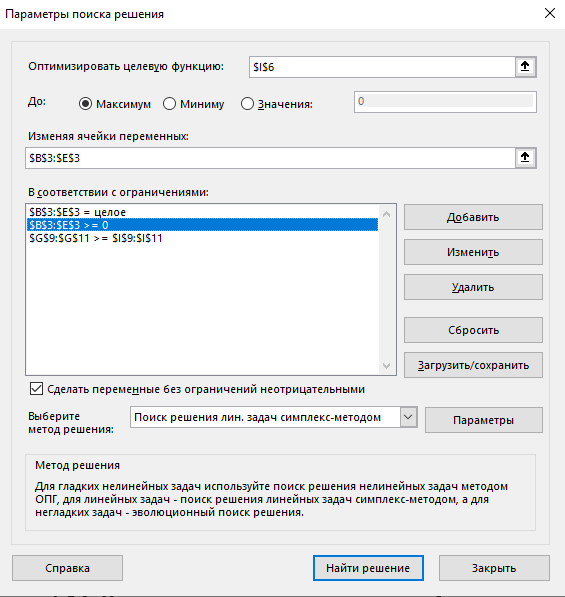 Параметры поиска решения
Оптимизировать целевую функцию: $I$6
До: Максимум Миниму Значения: 0
Изменяя ячейки переменных:
$B$3:$E$3
В соответствии с ограничениями:
$B$3:$E$3 = целое
$B$3:$E$3 >= 0
$G$9:$G$11 >= $I$9:$I$11
Добавить
Изменить
Удалить
Сбросить
Загрузить/сохранить
Сделать переменные без ограничений неотрицательными
Выберите
метод решения:
Поиск решения лин. задач симплекс-методом
Параметры
Метод решения
Для гладких нелинейных задач используйте поиск решения нелинейных задач методом
ОПГ, для линейных задач - поиск решения линейных задач симплекс-методом, а для
негладких задач - эволюционный поиск решения.
Справка
Найти решение
Закрыть